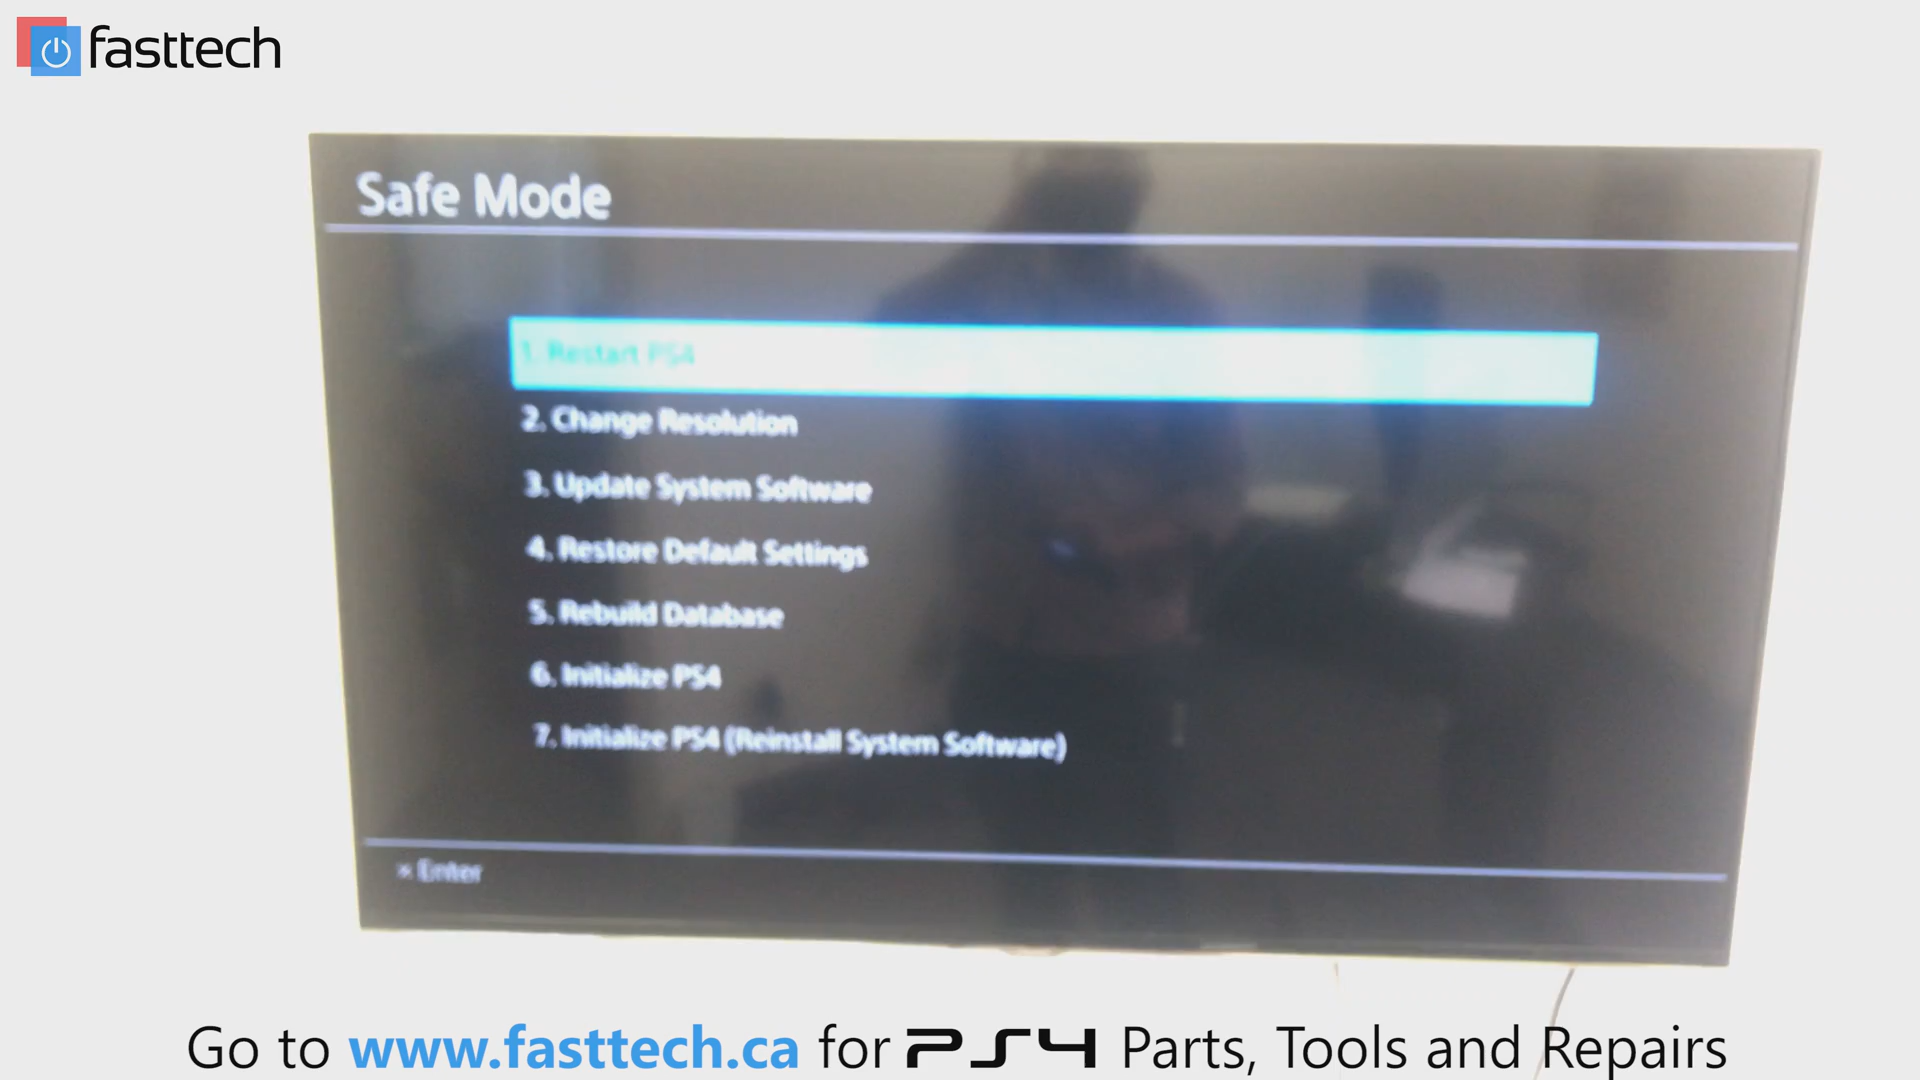 fasttech
Safe Mode
1. Restart PS4
2. Change Resolution
3. Update System Software
4. Restore Default Settings
5. Rebuild Database
6. Initialize PS4
7. Initialize PS4 (Reinstall System Software)
× Enter
Go to www.fasttech.ca for PS4 Parts, Tools and Repairs